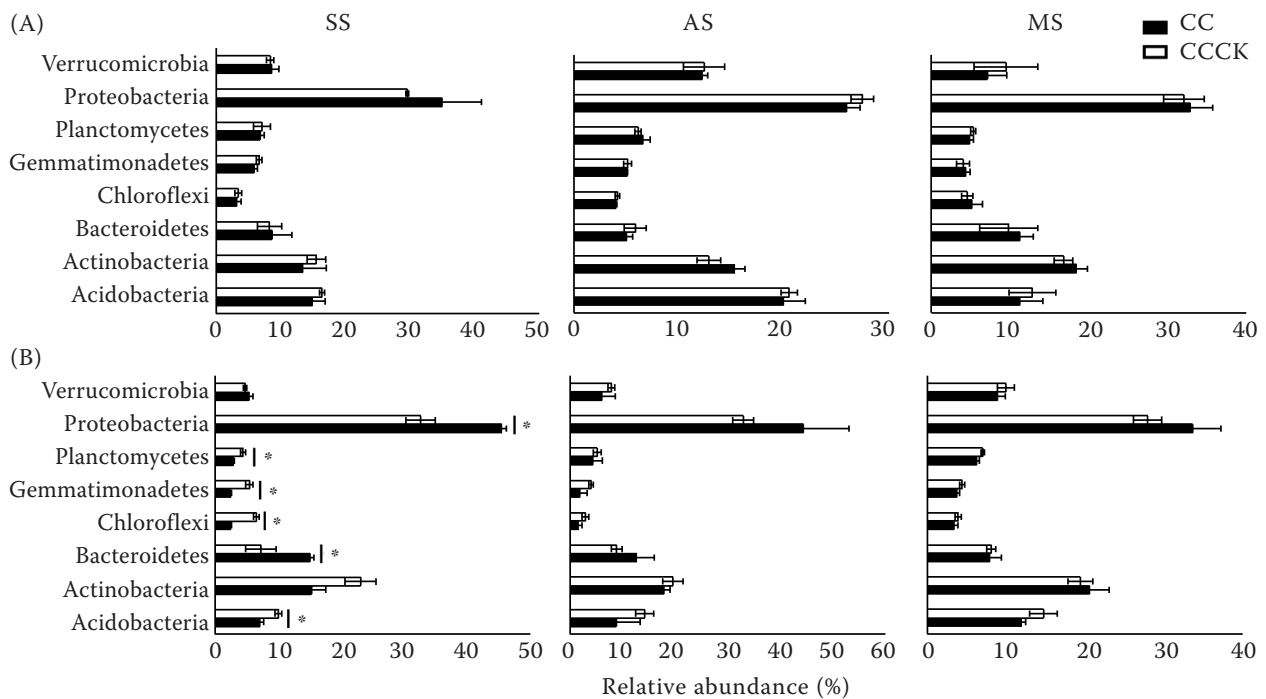 (A) SS AS MS CC
CCCK
Verrucomicrobia
Proteobacteria
Planctomycetes
Gemmatimonadetes
Chloroflexi
Bacteroidetes
Actinobacteria
Acidobacteria
0 10 20 30 40 50 0 10 20 30 0 10 20 30 40
(B)
Verrucomicrobia
Proteobacteria *
Planctomycetes *
Gemmatimonadetes *
Chloroflexi *
Bacteroidetes *
Actinobacteria
Acidobacteria *
0 10 20 30 40 50 0 10 20 30 40 50 60 0 10 20 30 40
Relative abundance (%)